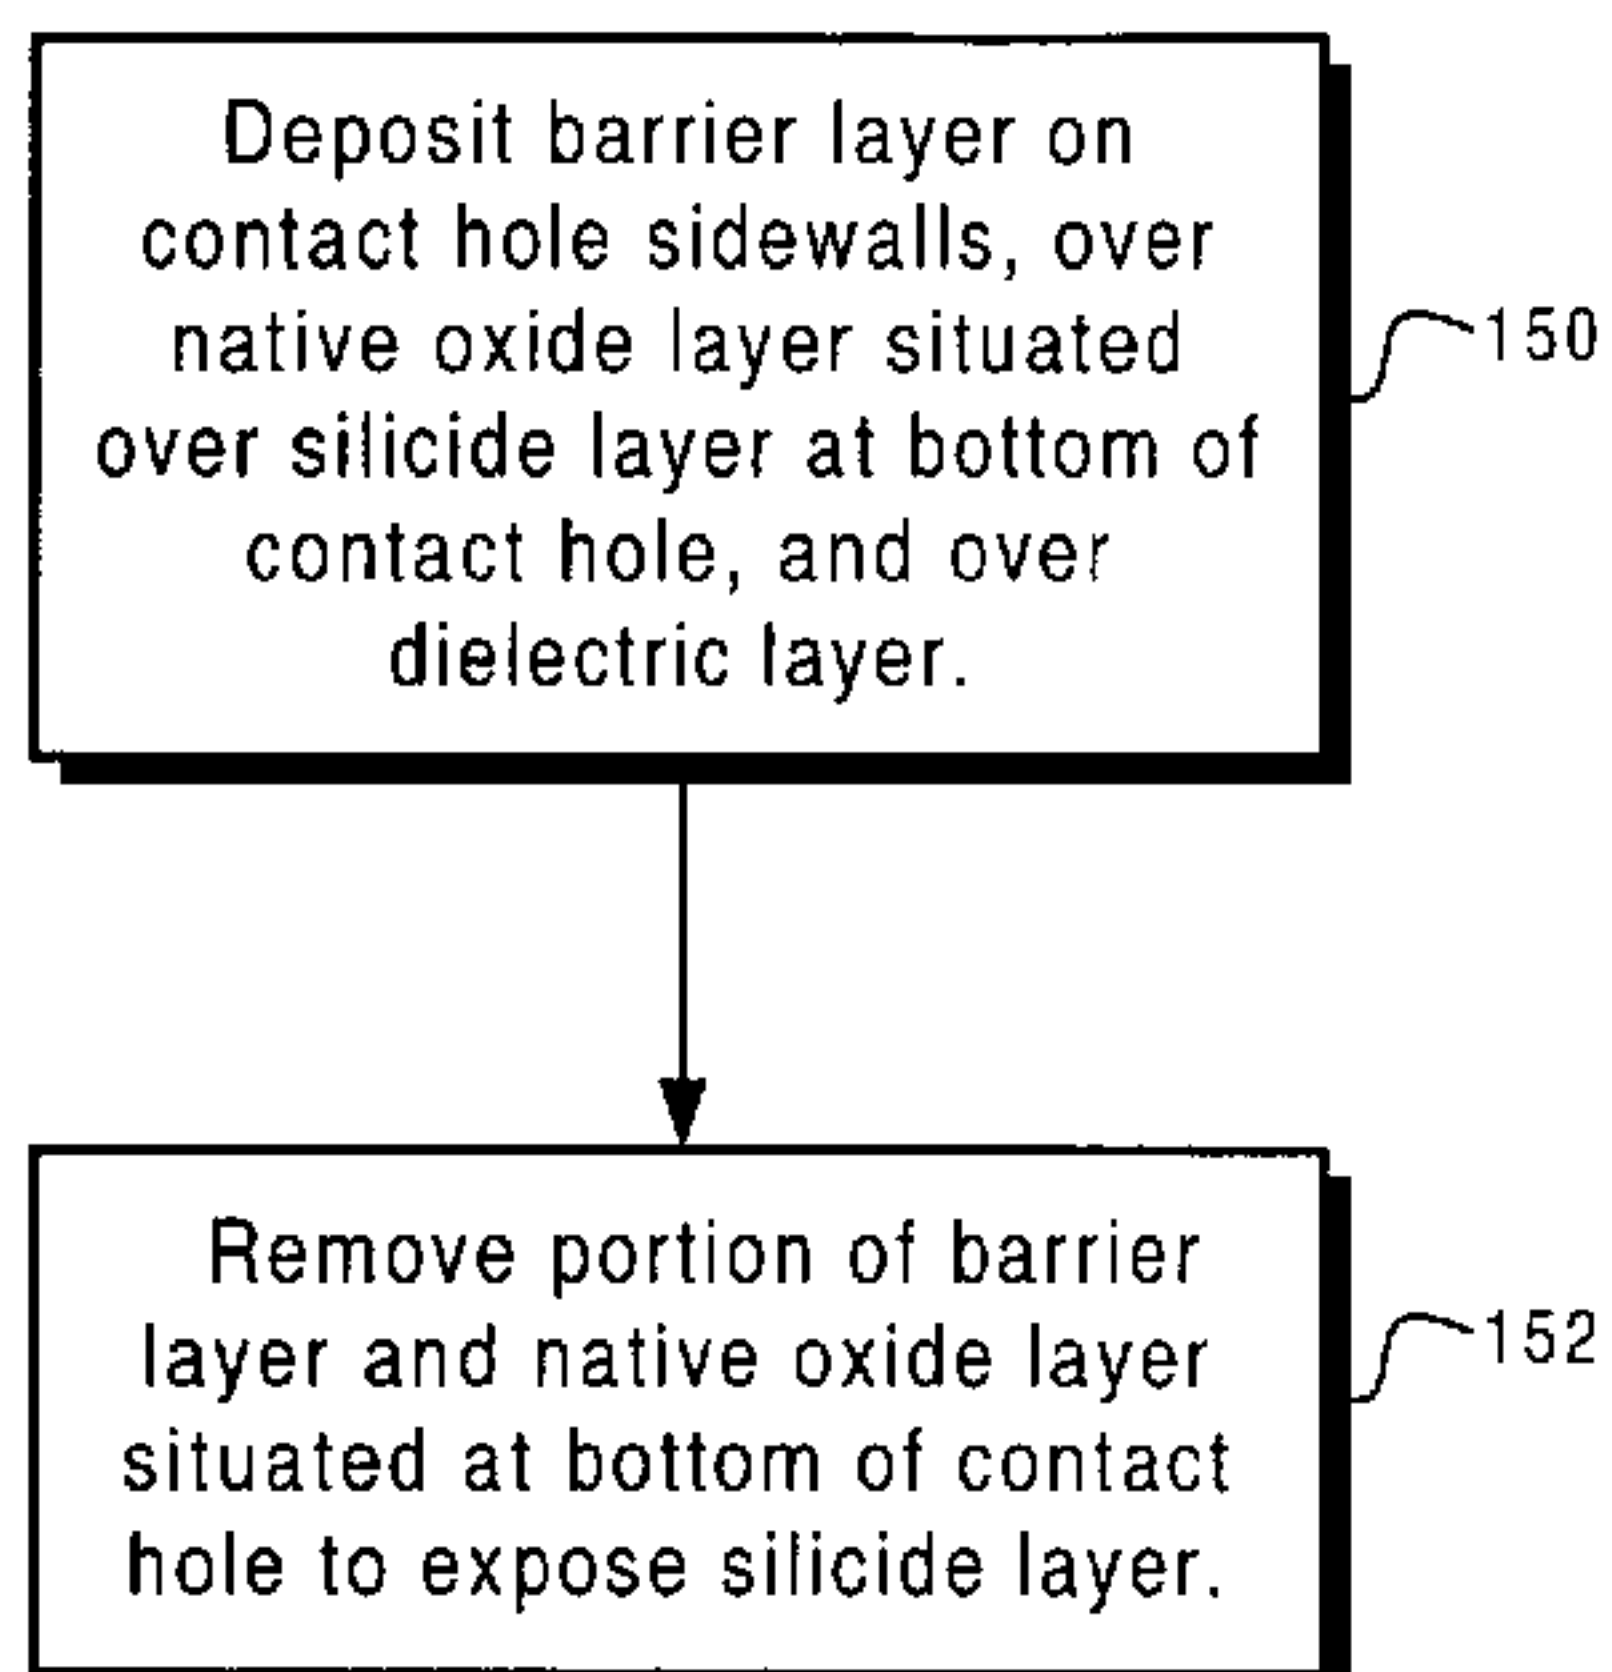 Deposit barrier layer on
contact hole sidewalls, over
native oxide layer situated
over silicide layer at bottom of
contact hole, and over
dielectric layer.
150
Remove portion of barrier
layer and native oxide layer
situated at bottom of contact
hole to expose silicide layer.
152